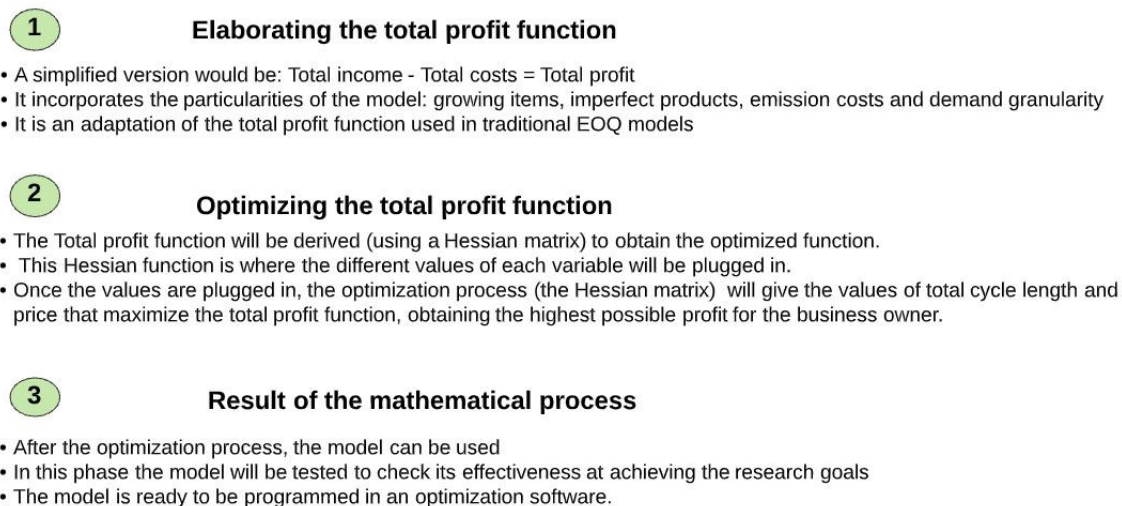 1
Elaborating the total profit function
• A simplified version would be: Total income - Total costs = Total profit
• It incorporates the particularities of the model: growing items, imperfect products, emission costs and demand granularity
• It is an adaptation of the total profit function used in traditional EOQ models
2
Optimizing the total profit function
• The Total profit function will be derived (using a Hessian matrix) to obtain the optimized function.
• This Hessian function is where the different values of each variable will be plugged in.
• Once the values are plugged in, the optimization process (the Hessian matrix) will give the values of total cycle length and
price that maximize the total profit function, obtaining the highest possible profit for the business owner.
3
Result of the mathematical process
• After the optimization process, the model can be used
• In this phase the model will be tested to check its effectiveness at achieving the research goals
• The model is ready to be programmed in an optimization software.